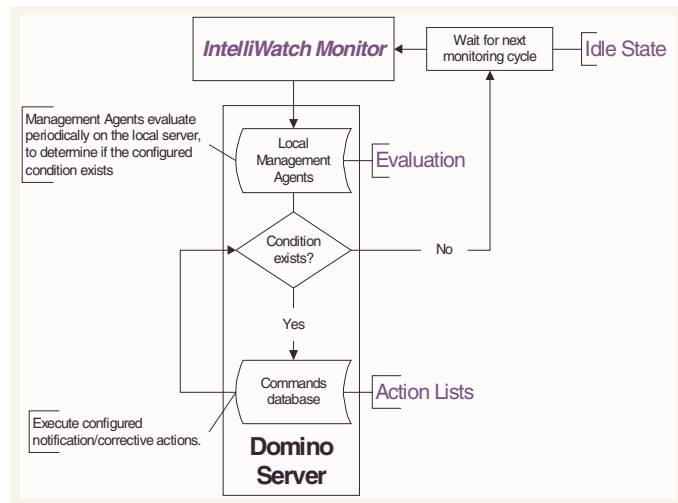 IntelliWatch Monitor
Wait for next
monitoring cycle
Idle State
Management Agents evaluate
periodically on the local server,
to determine if the configured
condition exists
Local
Management
Agents
Evaluation
Condition
exists?
No
Yes
Commands
database
Action Lists
Execute configured
notification/corrective actions.
Domino
Server